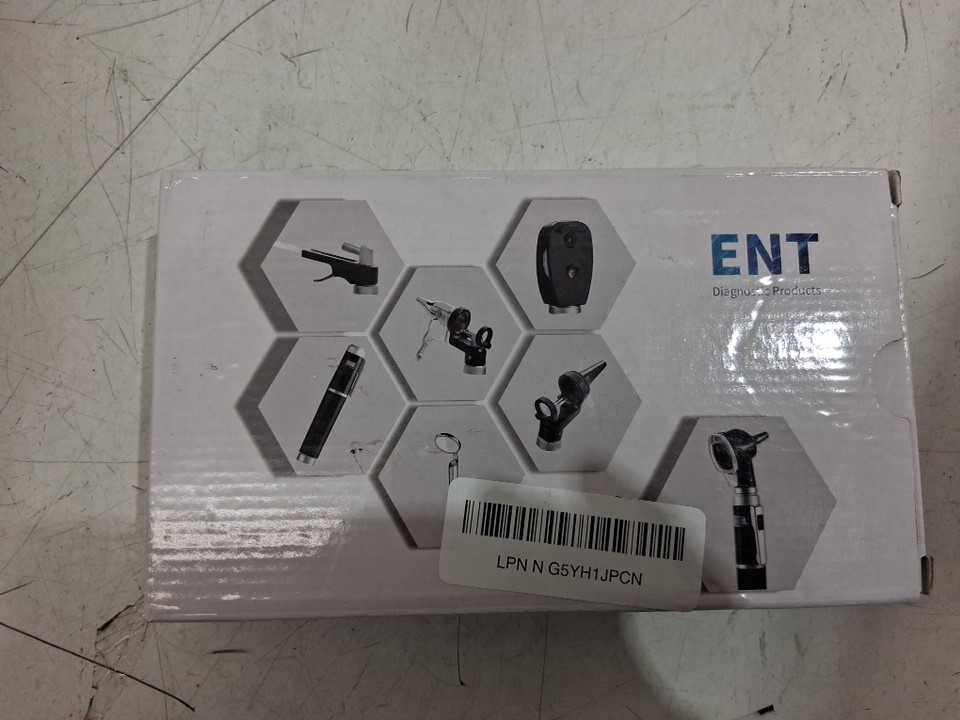 ENT
Diagnostic Products
LPN N G5YH1JPCN